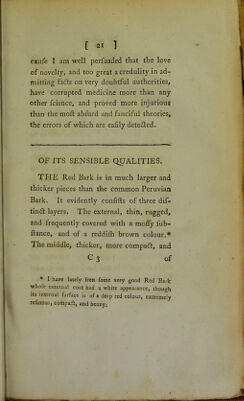 [ 21 ]
cauſe I am well perſuaded that the love
of novelty, and too great a credulity in ad-
mitting facts on very doubtful authorities,
have corrupted medicine more than any
other ſcience, and proved more injurious
than the moſt abſurd and fanciful theories,
the errors of which are eaſily detected.
OF ITS SENSIBLE QUALITIES.
THE Red Bark is in much larger and
thicker pieces than the common Peruvian
Bark. It evidently conſiſts of three diſ-
tinct layers. The external, thin, rugged,
and frequently covered with a moſſy ſub-
ſtance, and of a reddiſh brown colour.*
The middle, thicker, more compact, and
C 3 of
* I have lately ſeen ſome very good Red Bark
whoſe external coat had a white appearance, though
its internal ſurface is of a deep red colour, extremely
reſinous, compact, and heavy.